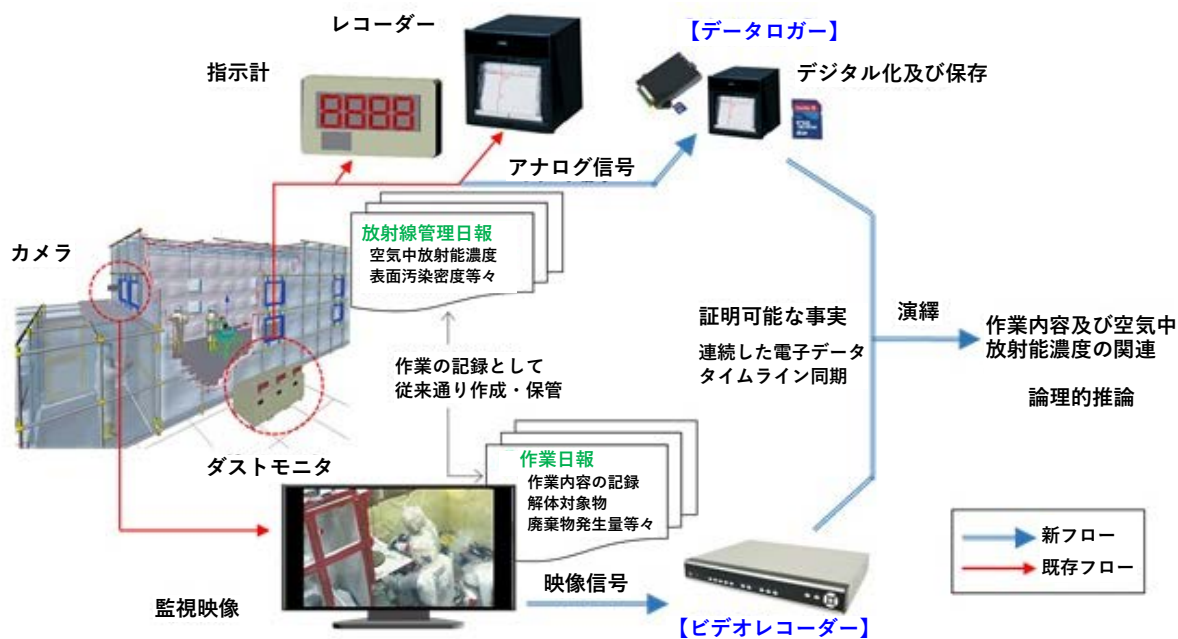 レコーダー
【データロガー】
指示計
デジタル化及び保存
8888
アナログ信号
カメラ
放射線管理日報
空気中放射能濃度
表面汚染密度等々
証明可能な事実
連続した電子データ
タイムライン同期
演繹
作業内容及び空気中
放射能濃度の関連
論理的推論
作業の記録として
従来通り作成・保管
ダストモニタ
作業日報
作業内容の記録
解体対象物
廃棄物発生量等々
新フロー
既存フロー
監視映像
映像信号
【ビデオレコーダー】